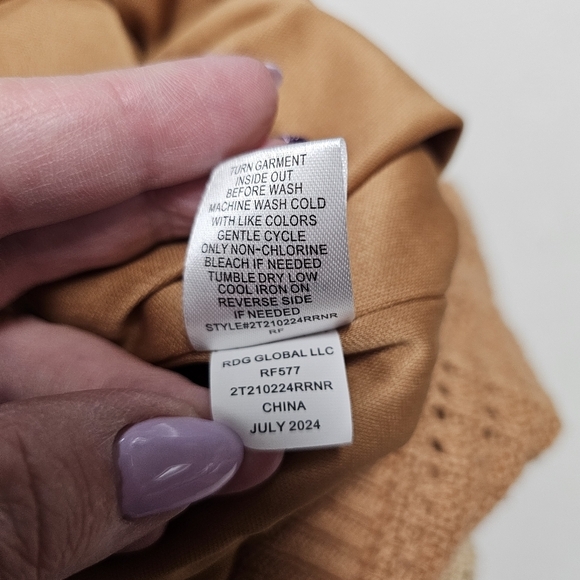 TURN GARMENT
INSIDE OUT
BEFORE WASH
MACHINE WASH COLD
WITH LIKE COLORS
GENTLE CYCLE
ONLY NON-CHLORINE
BLEACH IF NEEDED
TUMBLE DRY LOW
COOL IRON ON
REVERSE SIDE
IF NEEDED
STYLE#2T210224RRNR
RF
RDG GLOBAL LLC
RF577
2T210224RRNR
CHINA
JULY 2024